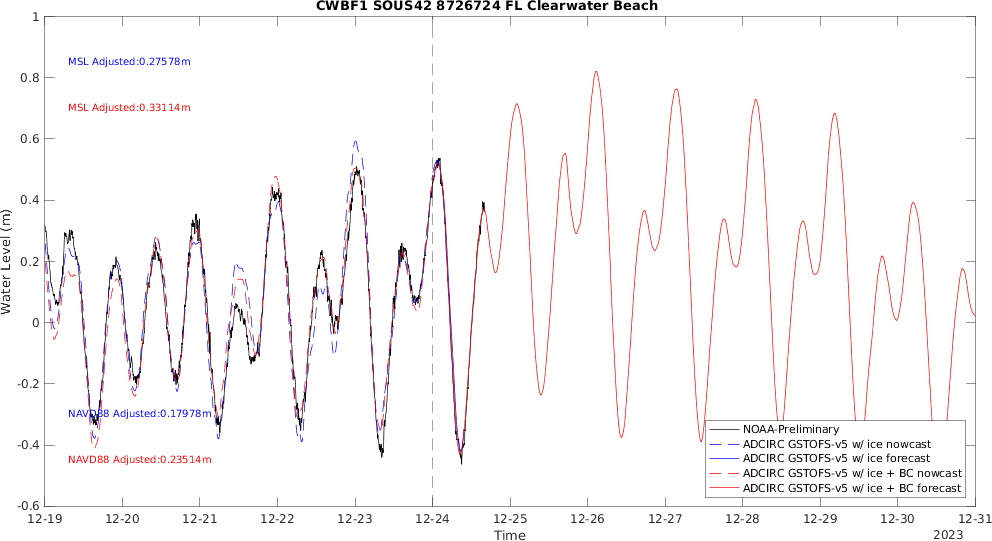 CWBF1 SOUS42 8726724 FL Clearwater Beach
1
0.8
0.6
0.4
0.2
0
-0.2
-0.4
-0.6
Water Level (m)
MSL Adjusted:0.27578m
MSL Adjusted:0.33114m
NAVD88 Adjusted:0.17978m
NAVD88 Adjusted:0.23514m
NOAA-Preliminary
ADCIRC GSTOFS-v5 w/ ice nowcast
ADCIRC GSTOFS-v5 w/ ice forecast
ADCIRC GSTOFS-v5 w/ ice + BC nowcast
ADCIRC GSTOFS-v5 w/ ice + BC forecast
12-19 12-20 12-21 12-22 12-23 12-24 12-25 12-26 12-27 12-28 12-29 12-30 12-31
Time
2023